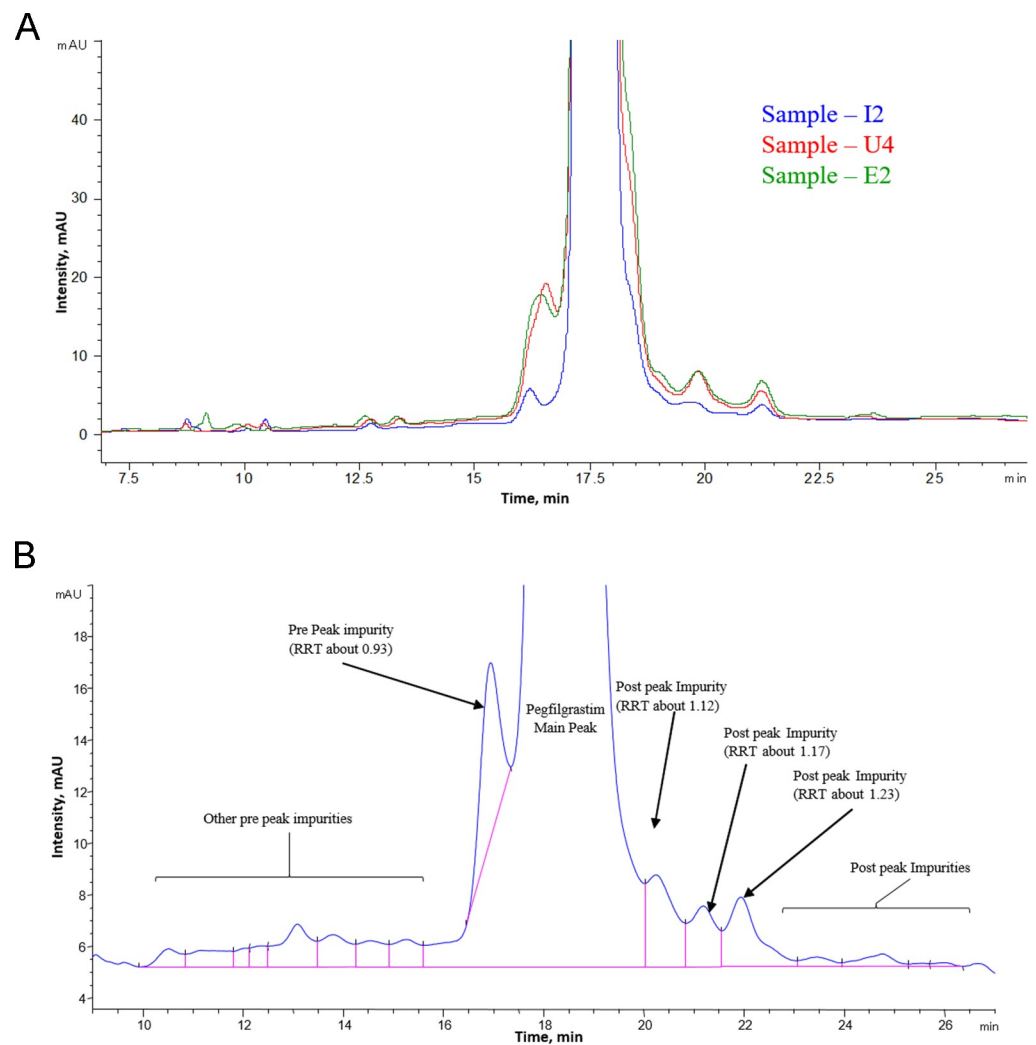 A
mAU
40
30
20
10
0
Intensity, mAU
Sample – I2
Sample – U4
Sample – E2
7.5 10 12.5 15 17.5 20 22.5 25 min
Time, min
B
mAU
18
16
14
12
10
8
6
4
Intensity, mAU
Pre Peak impurity
(RRT about 0.93)
Pegfilgrastim
Main Peak
Post peak Impurity
(RRT about 1.12)
Post peak Impurity
(RRT about 1.17)
Post peak Impurity
(RRT about 1.23)
Other pre peak impurities
Post peak Impurities
10 12 14 16 18 20 22 24 26 min
Time, min